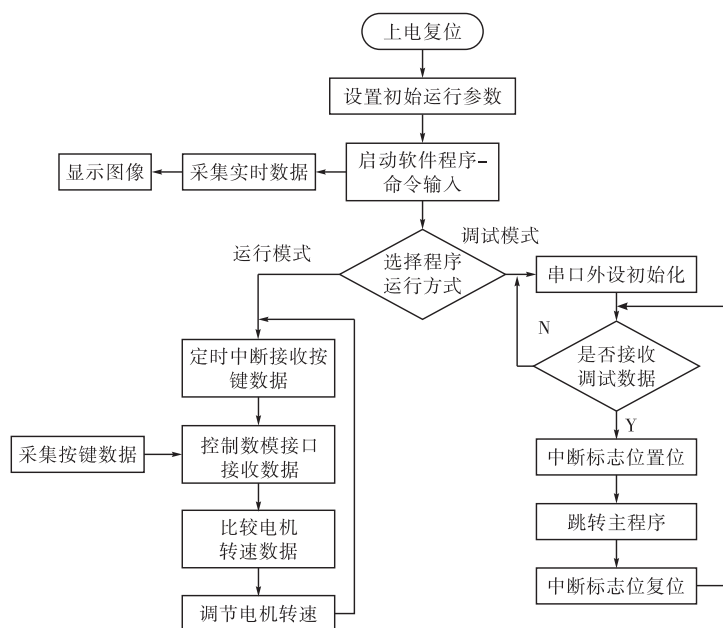 上电复位
设置初始运行参数
启动软件程序-
命令输入
采集实时数据
显示图像
选择程序
运行方式
运行模式
调试模式
定时中断接收按
键数据
采集按键数据
控制数模接口
接收数据
比较电机
转速数据
调节电机转速
串口外设初始化
N
是否接收
调试数据
Y
中断标志位置位
跳转主程序
中断标志位复位